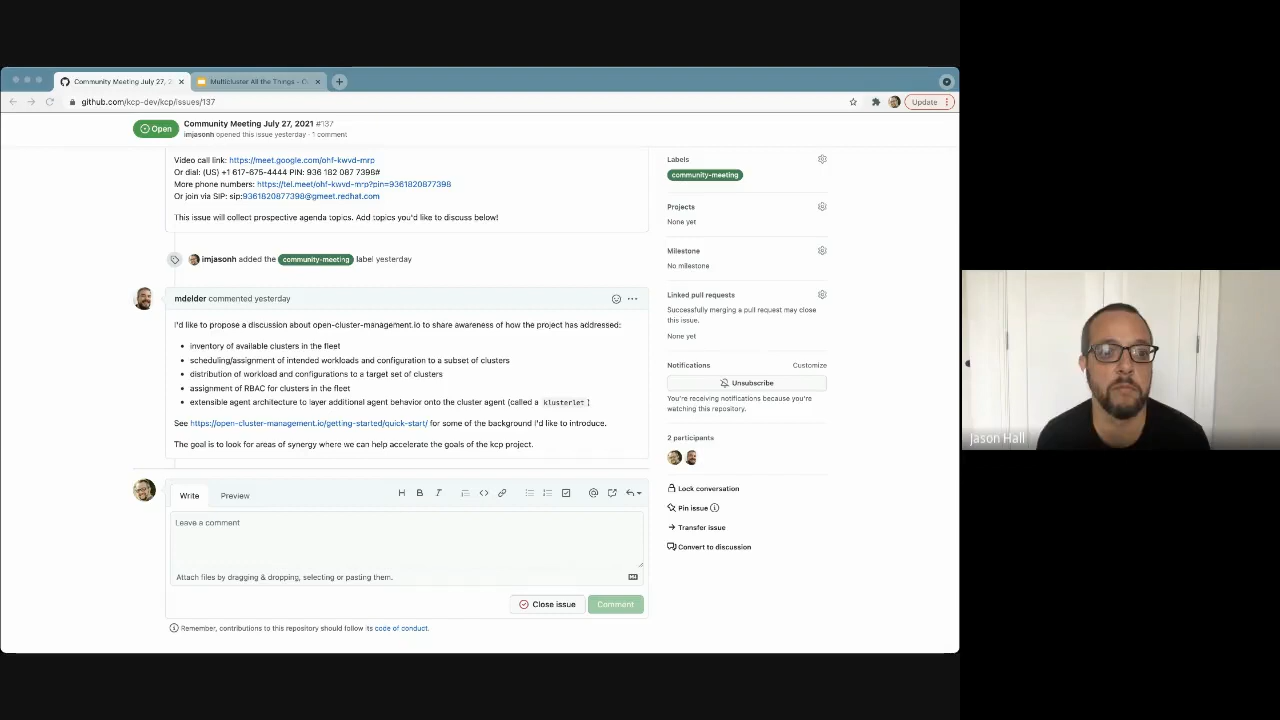 Community Meeting July 27, 2
Multicluster All the Things - C
github.com/kcp-dev/kcp/issues/137
Update
Open
Community Meeting July 27, 2021 #137
imjasonh opened this issue yesterday · 1 comment
Video call link: https://meet.google.com/ohf-kwvd-mrp
Or dial: (US) +1 617-675-4444 PIN: 936 182 087 7398#
More phone numbers: https://tel.meet/ohf-kwvd-mrp?pin=9361820877398
Or join via SIP: sip:9361820877398@gmeet.redhat.com
This issue will collect prospective agenda topics. Add topics you'd like to discuss below!
imjasonh added the community-meeting label yesterday
mdelder commented yesterday
I'd like to propose a discussion about open-cluster-management.io to share awareness of how the project has addressed:
• inventory of available clusters in the fleet
• scheduling/assignment of intended workloads and configuration to a subset of clusters
• distribution of workload and configurations to a target set of clusters
• assignment of RBAC for clusters in the fleet
• extensible agent architecture to layer additional agent behavior onto the cluster agent (called a klusterlet)
See https://open-cluster-management.io/getting-started/quick-start/ for some of the background I'd like to introduce.
The goal is to look for areas of synergy where we can help accelerate the goals of the kcp project.
Write
Preview
Leave a comment
Attach files by dragging & dropping, selecting or pasting them.
Close issue
Comment
Remember, contributions to this repository should follow its code of conduct.
Labels
community-meeting
Projects
None yet
Milestone
No milestone
Linked pull requests
Successfully merging a pull request may close
this issue.
None yet
Notifications
Customize
Unsubscribe
You're receiving notifications because you're
watching this repository.
2 participants
Lock conversation
Pin issue
Transfer issue
Convert to discussion
Jason Hall